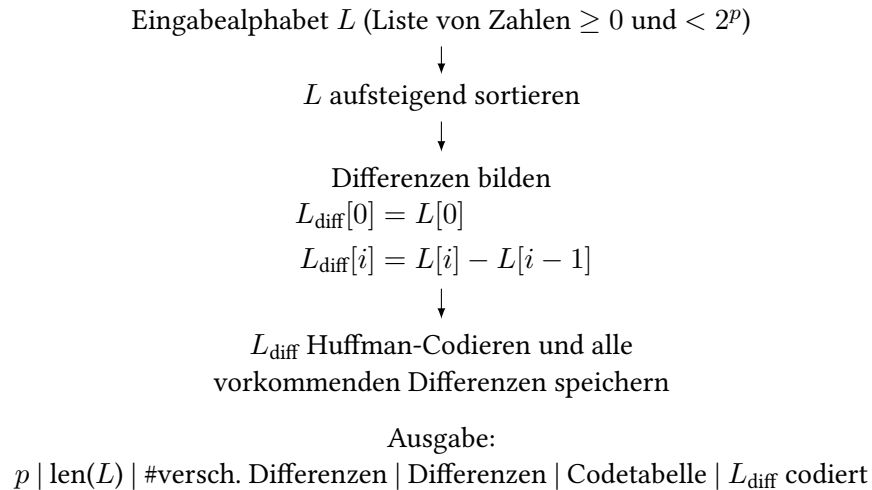 Eingabealphabet L (Liste von Zahlen ≥ 0 und < 2^p)
L aufsteigend sortieren
Differenzen bilden
L_diff[0] = L[0]
L_diff[i] = L[i] − L[i − 1]
L_diff Huffman-Codieren und alle
vorkommenden Differenzen speichern
Ausgabe:
p | len(L) | #versch. Differenzen | Differenzen | Codetabelle | L_diff codiert